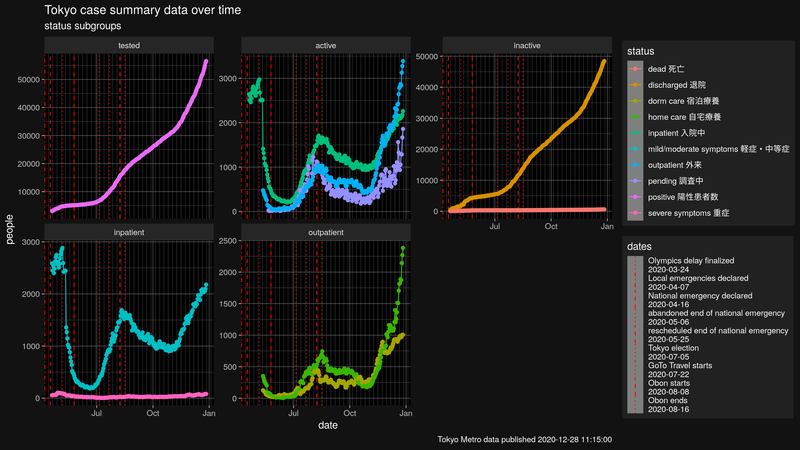 Tokyo case summary data over time
status subgroups
tested
active
inactive
50000
40000
30000
20000
10000
3000
2000
1000
0
50000
40000
30000
20000
10000
0
Jul
Oct
Jan
people
inpatient
outpatient
3000
2000
1000
0
2500
2000
1500
1000
500
0
Jul
Oct
Jan
Jul
Oct
Jan
date
status
dead 死亡
discharged 退院
dorm care 宿泊療養
home care 自宅療養
inpatient 入院中
mild/moderate symptoms 軽症・中等症
outpatient 外来
pending 調査中
positive 陽性患者数
severe symptoms 重症
dates
Olympics delay finalized
2020-03-24
Local emergencies declared
2020-04-07
National emergency declared
2020-04-16
abandoned end of national emergency
2020-05-06
rescheduled end of national emergency
2020-05-25
Tokyo election
2020-07-05
GoTo Travel starts
2020-07-22
Obon starts
2020-08-08
Obon ends
2020-08-16
Tokyo Metro data published 2020-12-28 11:15:00